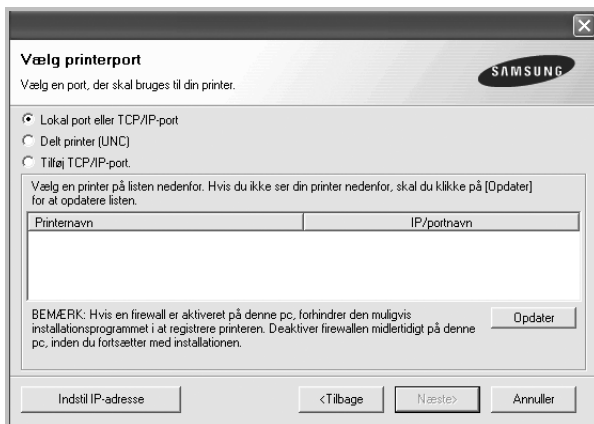 Vælg printerport
Vælg en port, der skal bruges til din printer.
SAMSUNG
Lokal port eller TCP/IP-port
Delt printer (UNC)
Tilføj TCP/IP-port.
Vælg en printer på listen nedenfor. Hvis du ikke ser din printer nedenfor, skal du klikke på [Opdater]
for at opdatere listen.
Printernavn IP/portnavn
BEMÆRK: Hvis en firewall er aktiveret på denne pc, forhindrer den muligvis
installationsprogrammet i at registrere printeren. Deaktiver firewallen midlertidigt på denne
pc, inden du fortsætter med installationen.
Opdater
Indstil IP-adresse <Tilbage Næste> Annuller